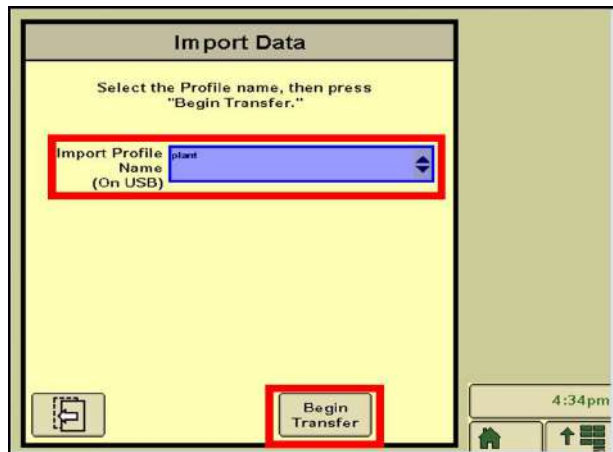 Import Data
Select the Profile name, then press
"Begin Transfer."
Import Profile
Name
(On USB)
plant
Begin
Transfer
4:34pm